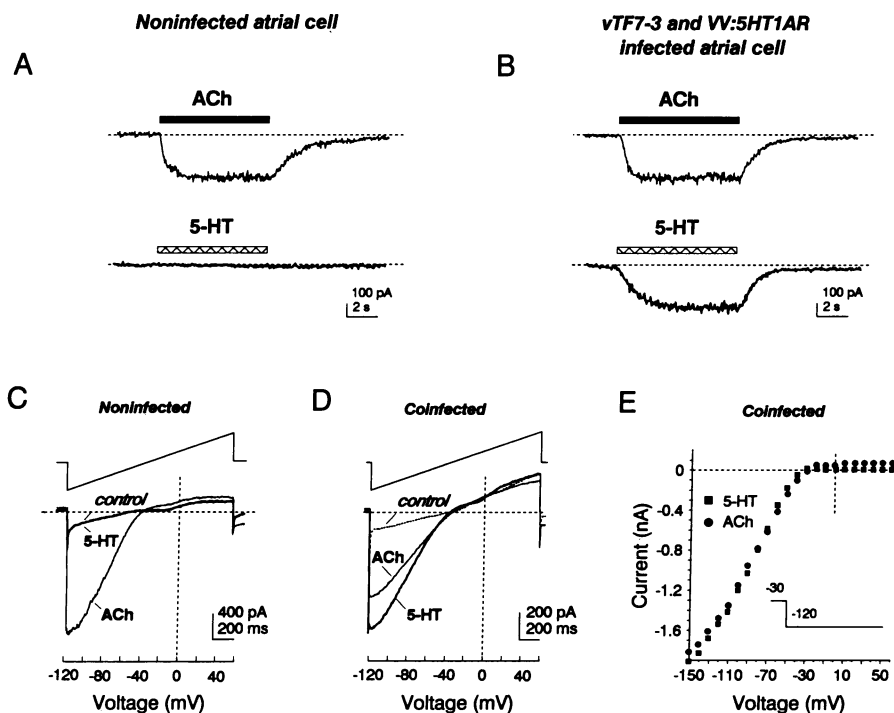 Noninfected atrial cell
vTF7-3 and VV:5HT1AR
infected atrial cell
A
ACh
5-HT
100 pA
2 s
B
ACh
5-HT
100 pA
2 s
C
Noninfected
control
5-HT
ACh
400 pA
200 ms
-120 -80 -40 0 40
Voltage (mV)
D
Coinfected
control
ACh
5-HT
200 pA
200 ms
-120 -80 -40 0 40
Voltage (mV)
E
Coinfected
0
-0.4
-0.8
-1.2
-1.6
Current (nA)
5-HT
ACh
-30
-120
-150 -110 -70 -30 10 50
Voltage (mV)